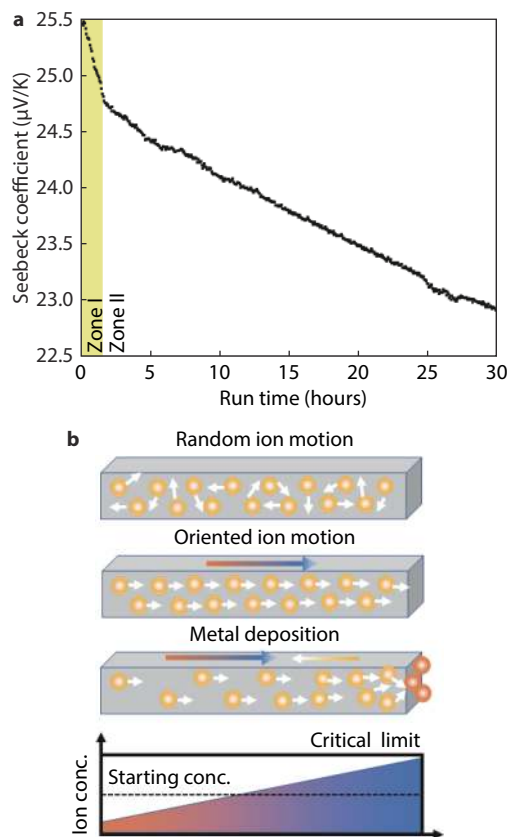 a
25.5
25.0
24.5
24.0
23.5
23.0
22.5
Seebeck coefficient (µV/K)
Zone I
Zone II
0 5 10 15 20 25 30
Run time (hours)
b
Random ion motion
Oriented ion motion
Metal deposition
Critical limit
Starting conc.
Ion conc.